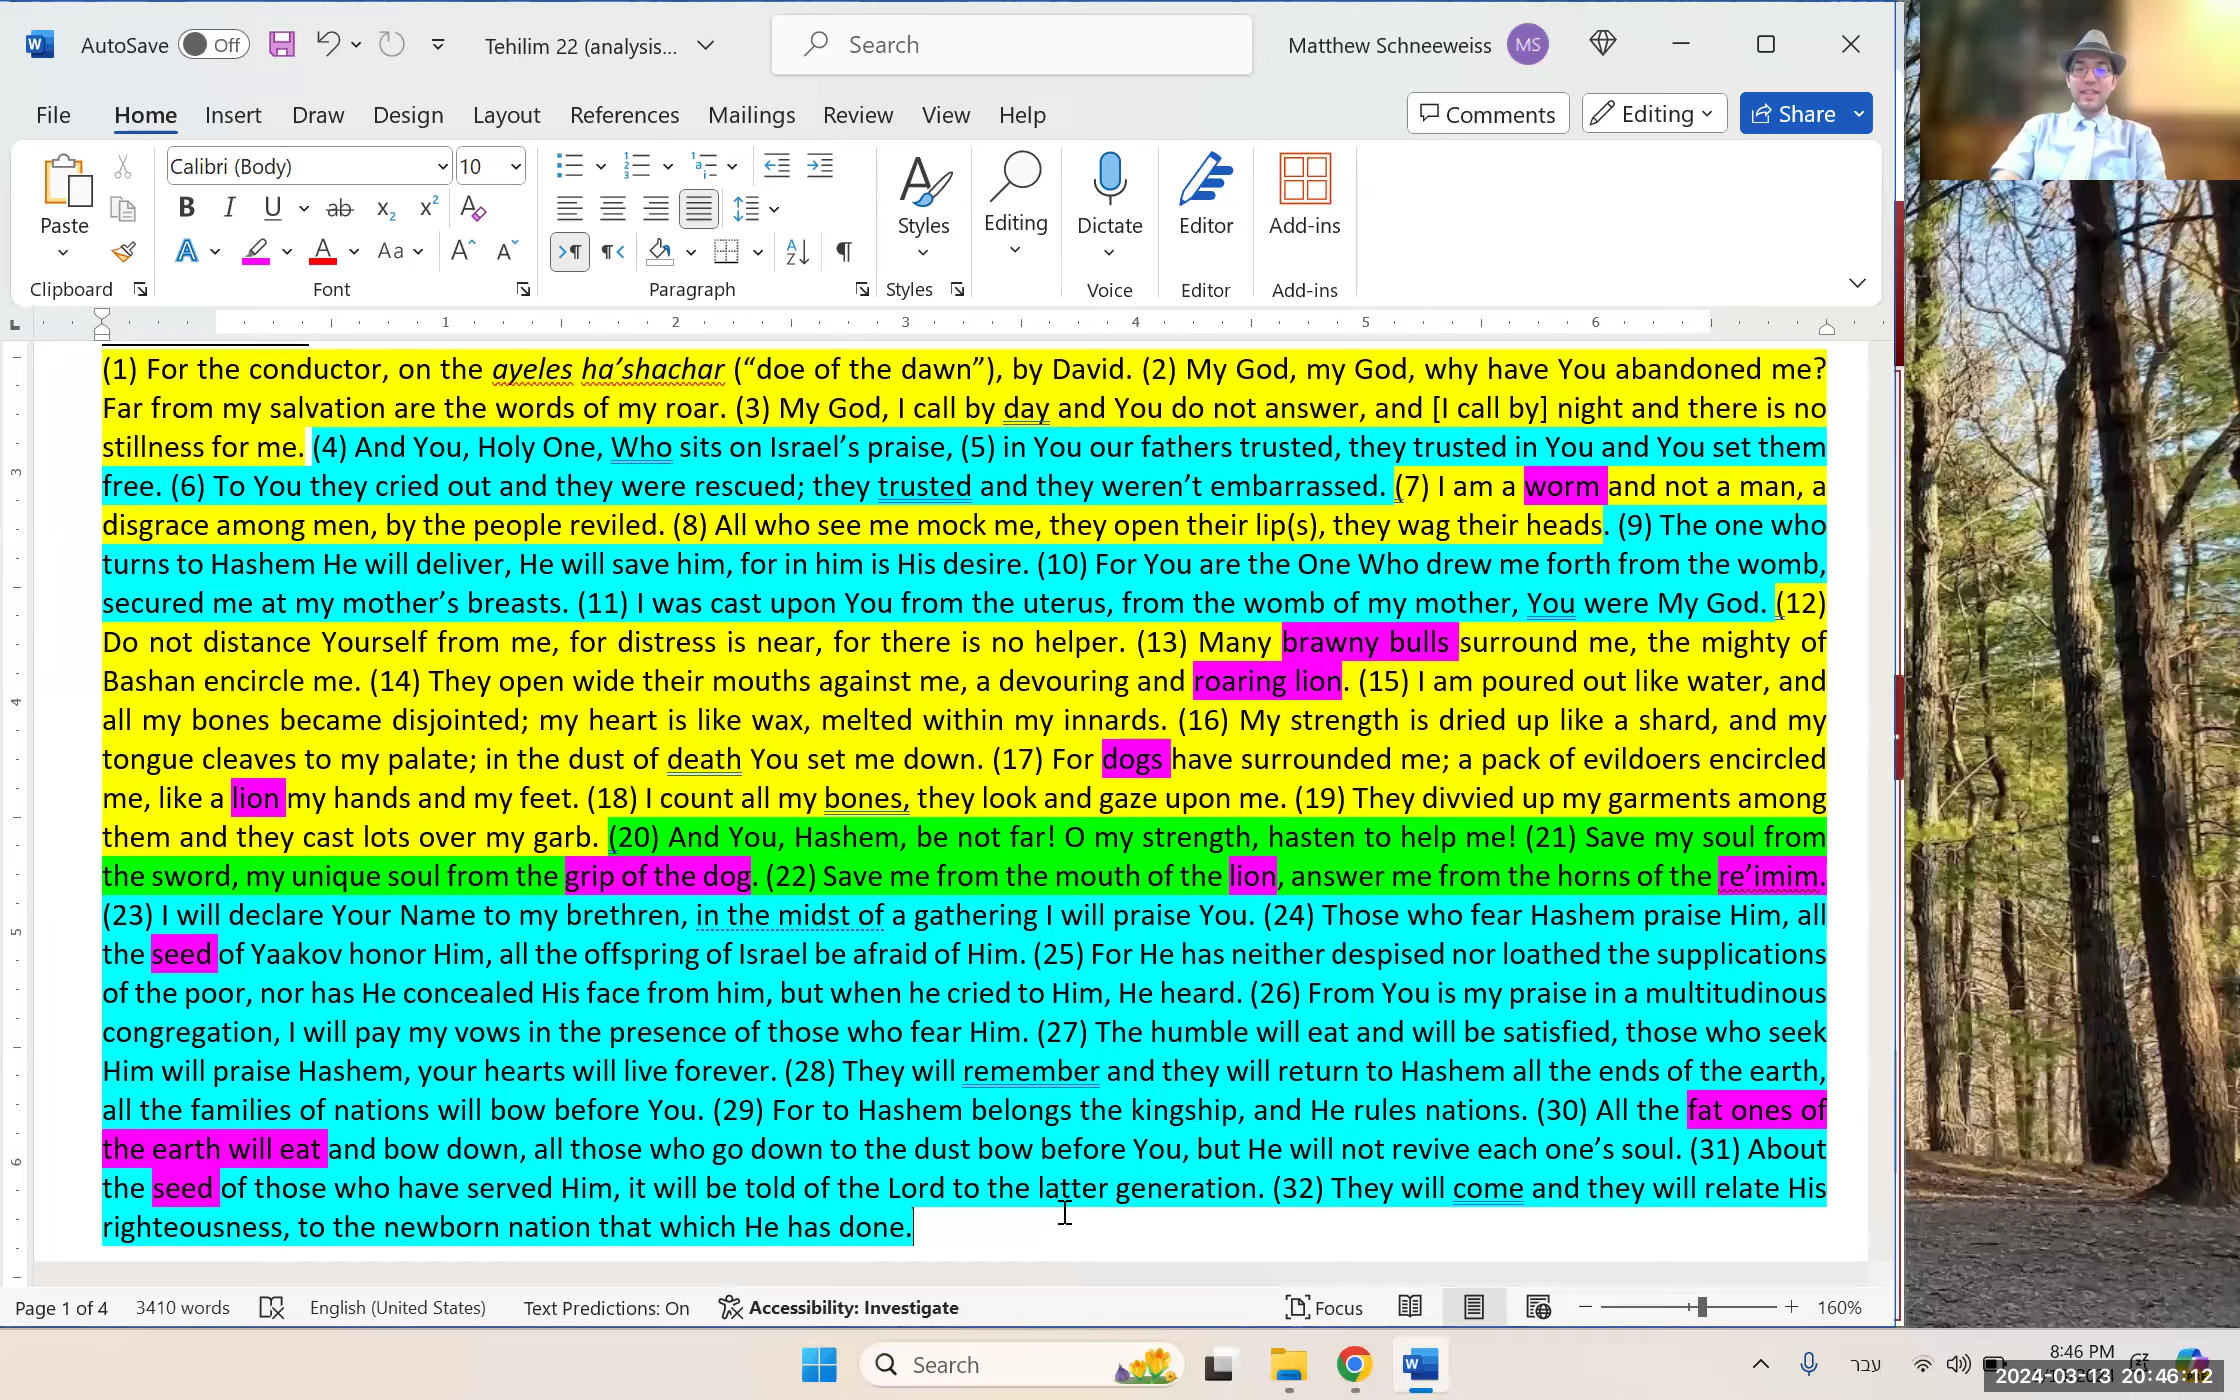 AutoSave Off Tehilim 22 (analysis... Search Matthew Schneeweiss MS
File Home Insert Draw Design Layout References Mailings Review View Help Comments Editing Share
Calibri (Body) 10
Paste Styles Editing Dictate Editor Add-ins
Clipboard Font Paragraph Styles Voice Editor Add-ins
1 2 3 4 5 6
(1) For the conductor, on the ayeles ha’shachar (“doe of the dawn”), by David. (2) My God, my God, why have You abandoned me?
Far from my salvation are the words of my roar. (3) My God, I call by day and You do not answer, and [I call by] night and there is no
stillness for me. (4) And You, Holy One, Who sits on Israel’s praise, (5) in You our fathers trusted, they trusted in You and You set them
free. (6) To You they cried out and they were rescued; they trusted and they weren’t embarrassed. (7) I am a worm and not a man, a
disgrace among men, by the people reviled. (8) All who see me mock me, they open their lip(s), they wag their heads. (9) The one who
turns to Hashem He will deliver, He will save him, for in him is His desire. (10) For You are the One Who drew me forth from the womb,
secured me at my mother’s breasts. (11) I was cast upon You from the uterus, from the womb of my mother, You were My God. (12)
Do not distance Yourself from me, for distress is near, for there is no helper. (13) Many brawny bulls surround me, the mighty of
Bashan encircle me. (14) They open wide their mouths against me, a devouring and roaring lion. (15) I am poured out like water, and
all my bones became disjointed; my heart is like wax, melted within my innards. (16) My strength is dried up like a shard, and my
tongue cleaves to my palate; in the dust of death You set me down. (17) For dogs have surrounded me; a pack of evildoers encircled
me, like a lion my hands and my feet. (18) I count all my bones, they look and gaze upon me. (19) They divvied up my garments among
them and they cast lots over my garb. (20) And You, Hashem, be not far! O my strength, hasten to help me! (21) Save my soul from
the sword, my unique soul from the grip of the dog. (22) Save me from the mouth of the lion, answer me from the horns of the re’imim.
(23) I will declare Your Name to my brethren, in the midst of a gathering I will praise You. (24) Those who fear Hashem praise Him, all
the seed of Yaakov honor Him, all the offspring of Israel be afraid of Him. (25) For He has neither despised nor loathed the supplications
of the poor, nor has He concealed His face from him, but when he cried to Him, He heard. (26) From You is my praise in a multitudinous
congregation, I will pay my vows in the presence of those who fear Him. (27) The humble will eat and will be satisfied, those who seek
Him will praise Hashem, your hearts will live forever. (28) They will remember and they will return to Hashem all the ends of the earth,
all the families of nations will bow before You. (29) For to Hashem belongs the kingship, and He rules nations. (30) All the fat ones of
the earth will eat and bow down, all those who go down to the dust bow before You, but He will not revive each one’s soul. (31) About
the seed of those who have served Him, it will be told of the Lord to the latter generation. (32) They will come and they will relate His
righteousness, to the newborn nation that which He has done.
Page 1 of 4 3410 words English (United States) Text Predictions: On Accessibility: Investigate Focus 160%
Search עבר 8:46 PM
2024-03-13 20:46:12